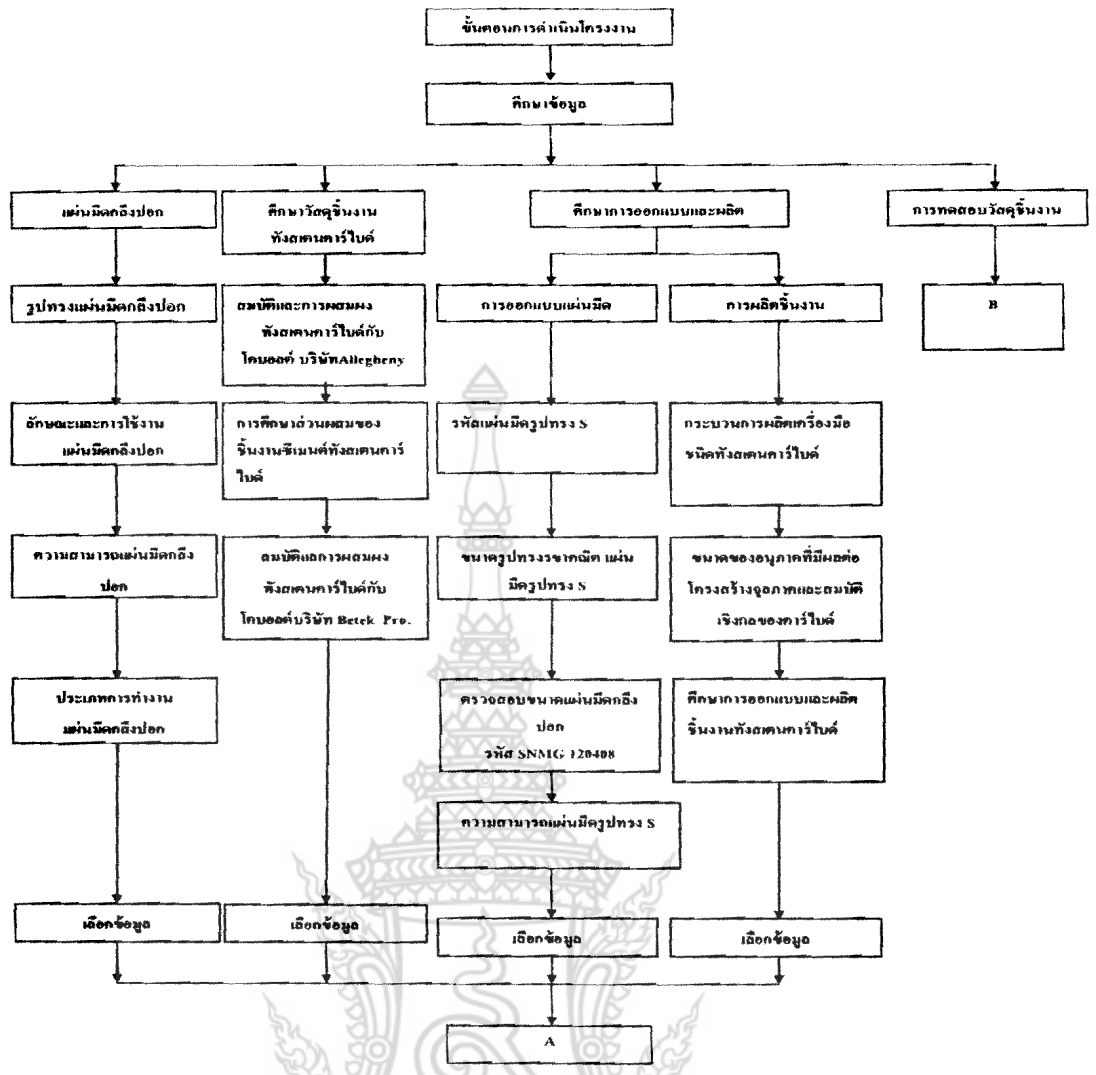 ขั้นตอนการดำเนินโครงงาน
ศึกษาข้อมูล
แผ่นมีดกลึงปอก
ศึกษาวัสดุชิ้นงาน
ทังสเตนคาร์ไบด์
ศึกษาการออกแบบและผลิต
การทดสอบวัสดุชิ้นงาน
รูปทรงแผ่นมีดกลึงปอก
สมบัติและการผสมผง
ทังสเตนคาร์ไบด์กับ
โคบอลต์ บริษัทAllegheny
การออกแบบแผ่นมีด
การผลิตชิ้นงาน
B
ลักษณะและการใช้งาน
แผ่นมีดกลึงปอก
การศึกษาส่วนผสมของ
ชิ้นงานซีเมนต์ทังสเตนคาร์
ไบด์
รหัสแผ่นมีดรูปทรง S
กระบวนการผลิตเครื่องมือ
ชนิดทังสเตนคาร์ไบด์
ความสามารถแผ่นมีดกลึง
ปอก
สมบัติแลการผสมผง
ทังสเตนคาร์ไบด์กับ
โคบอลต์บริษัท Betek Pro.
ขนาดรูปทรงรขาคณิต แผ่น
มีดรูปทรง S
ขนาดของอนุภาคที่มีผลต่อ
โครงสร้างจุลภาคและสมบัติ
เชิงกลของคาร์ไบด์
ประเภทการทำงาน
แผ่นมีดกลึงปอก
ตรวจสอบขนาดแผ่นมีดกลึง
ปอก
รหัส SNMG 120408
ศึกษาการออกแบบและผลิต
ชิ้นงานทังสเตนคาร์ไบด์
ความสามารถแผ่นมีดรูปทรง S
เลือกข้อมูล
เลือกข้อมูล
เลือกข้อมูล
เลือกข้อมูล
A